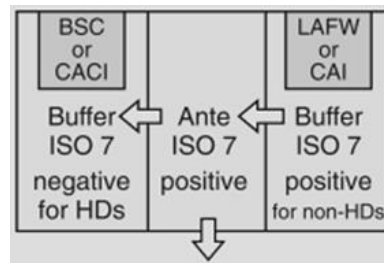 BSC
or
CACI
Buffer
ISO 7
negative
for HDs
Ante
ISO 7
positive
LAFW
or
CAI
Buffer
ISO 7
positive
for non-HDs